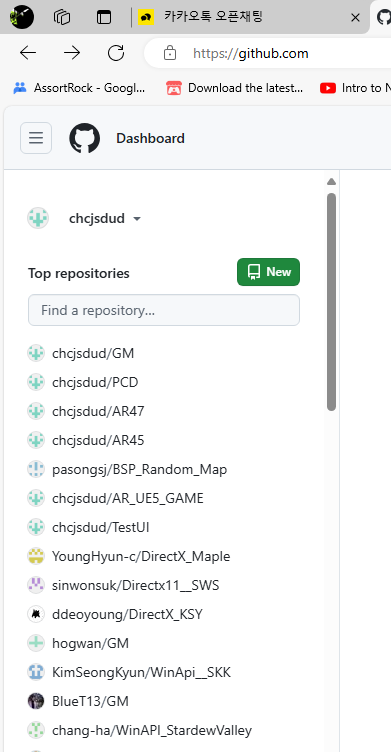 카카오톡 오픈채팅
https://github.com
AssortRock - Googl...
Download the latest...
Intro to N
Dashboard
chcjsdud
Top repositories
New
Find a repository...
chcjsdud/GM
chcjsdud/PCD
chcjsdud/AR47
chcjsdud/AR45
pasongsj/BSP_Random_Map
chcjsdud/AR_UE5_GAME
chcjsdud/TestUI
YoungHyun-c/DirectX_Maple
sinwonsuk/Directx11__SWS
ddeoyoung/DirectX_KSY
hogwan/GM
KimSeongKyun/WinApi__SKK
BlueT13/GM
chang-ha/WinAPI_StardewValley